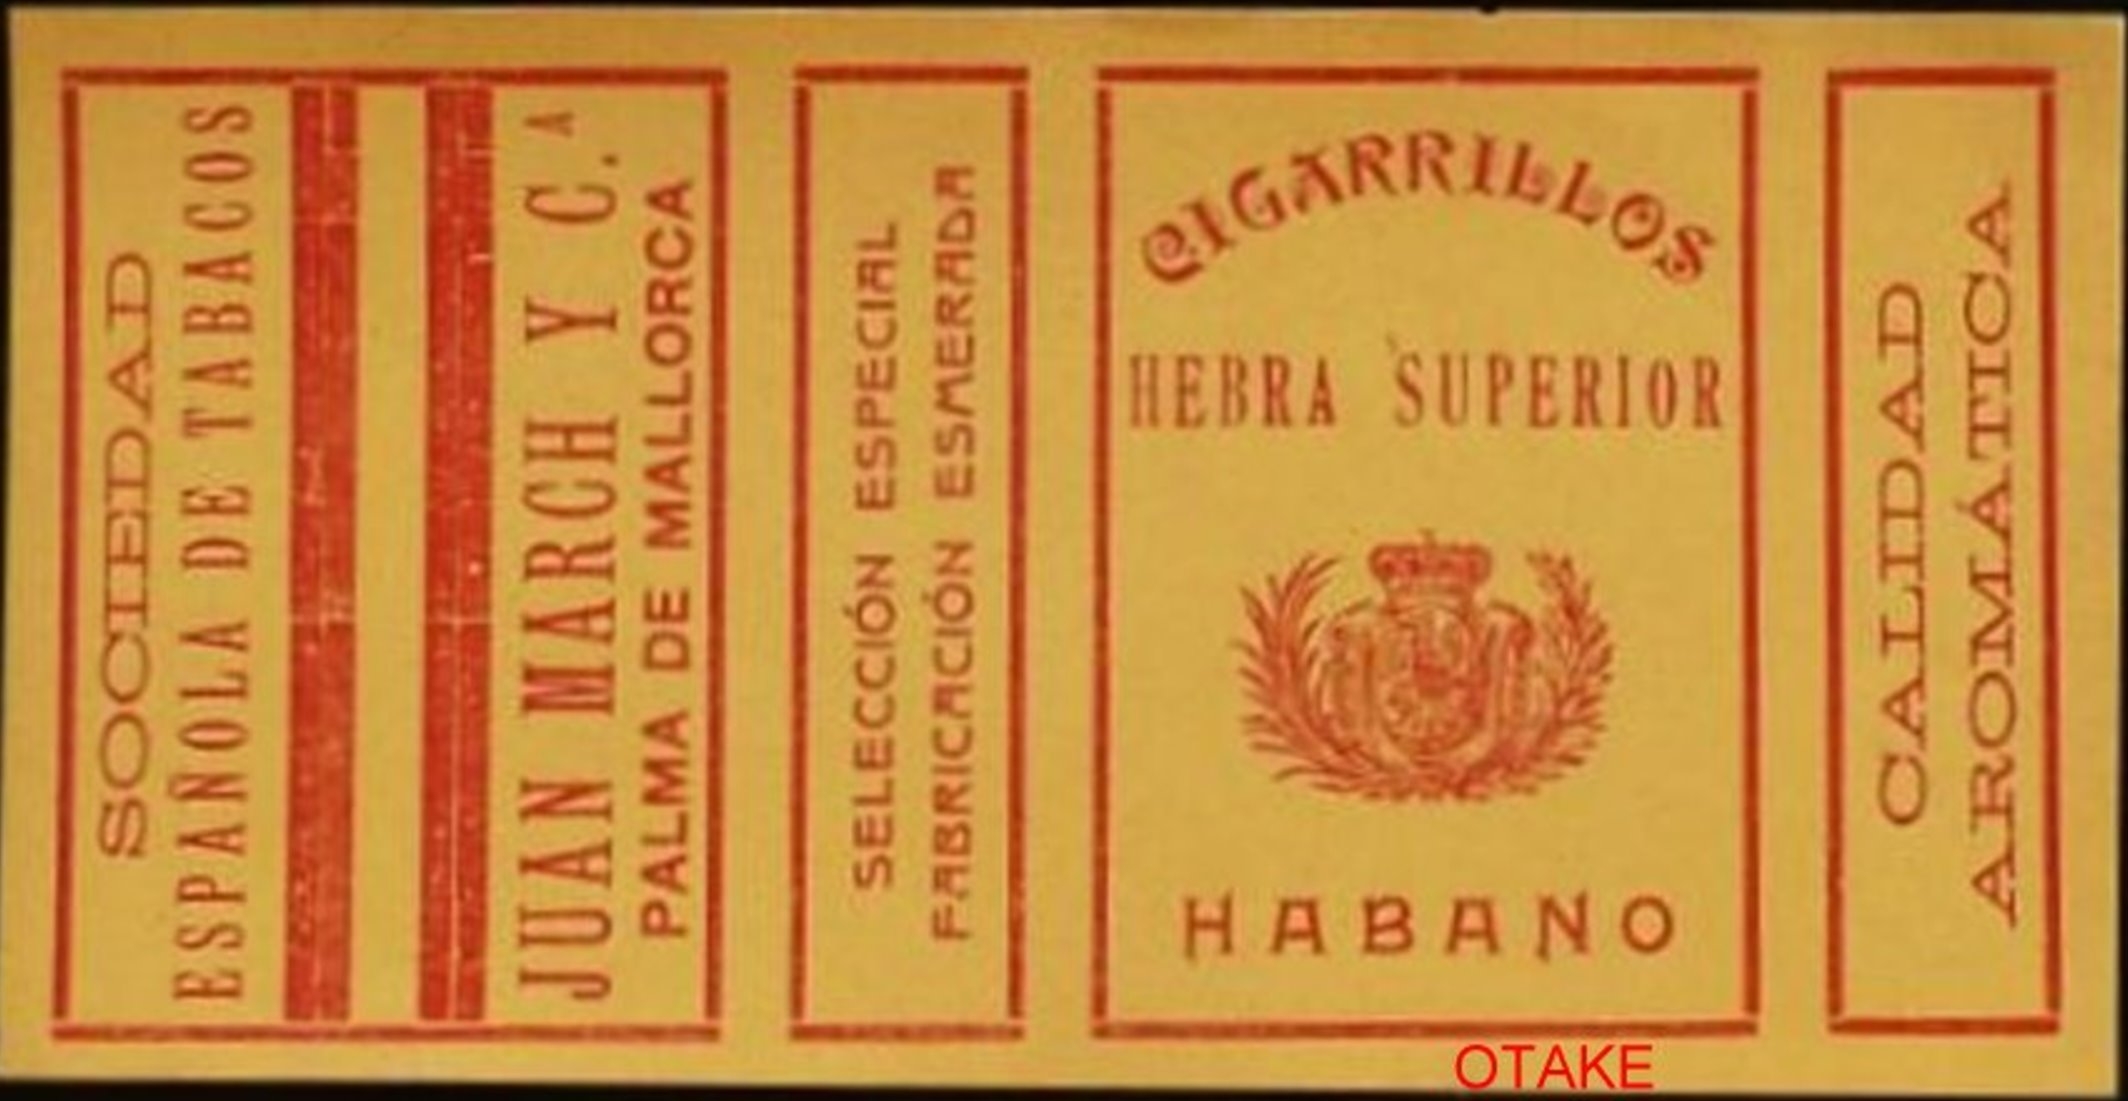 SOCIEDAD
ESPAÑOLA DE TABACOS
JUAN MARCH Y C.ᴬ
PALMA DE MALLORCA
SELECCIÓN ESPECIAL
FABRICACIÓN ESMERADA
CIGARRILLOS
HEBRA SUPERIOR
HABANO
CALIDAD
AROMÁTICA
OTAKE